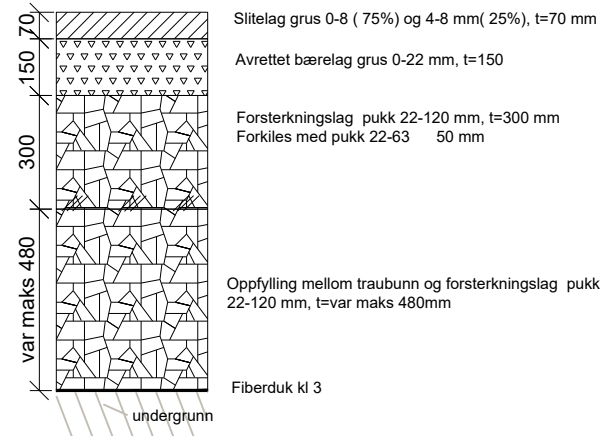 70
Slitelag grus 0-8 ( 75%) og 4-8 mm( 25%), t=70 mm
150
Avrettet bærelag grus 0-22 mm, t=150
300
Forsterkningslag pukk 22-120 mm, t=300 mm
Forkiles med pukk 22-63 50 mm
var maks 480
Oppfylling mellom traubunn og forsterkningslag pukk
22-120 mm, t=var maks 480mm
Fiberduk kl 3
undergrunn